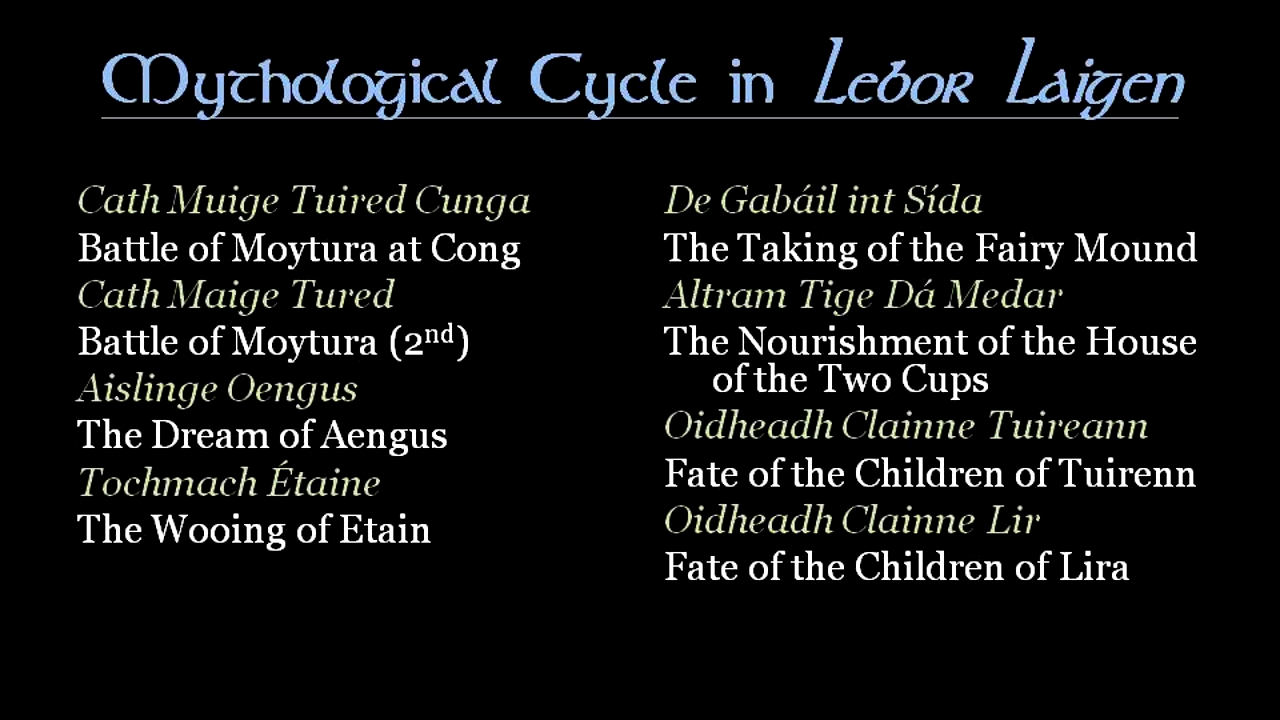 Mythological Cycle in Lebor Laigen
Cath Muige Tuired Cunga
Battle of Moytura at Cong
Cath Maige Tured
Battle of Moytura (2nd)
Aislinge Oengus
The Dream of Aengus
Tochmach Étaine
The Wooing of Etain
De Gabáil int Sída
The Taking of the Fairy Mound
Altram Tige Dá Medar
The Nourishment of the House
of the Two Cups
Oidheadh Clainne Tuireann
Fate of the Children of Tuirenn
Oidheadh Clainne Lir
Fate of the Children of Lira